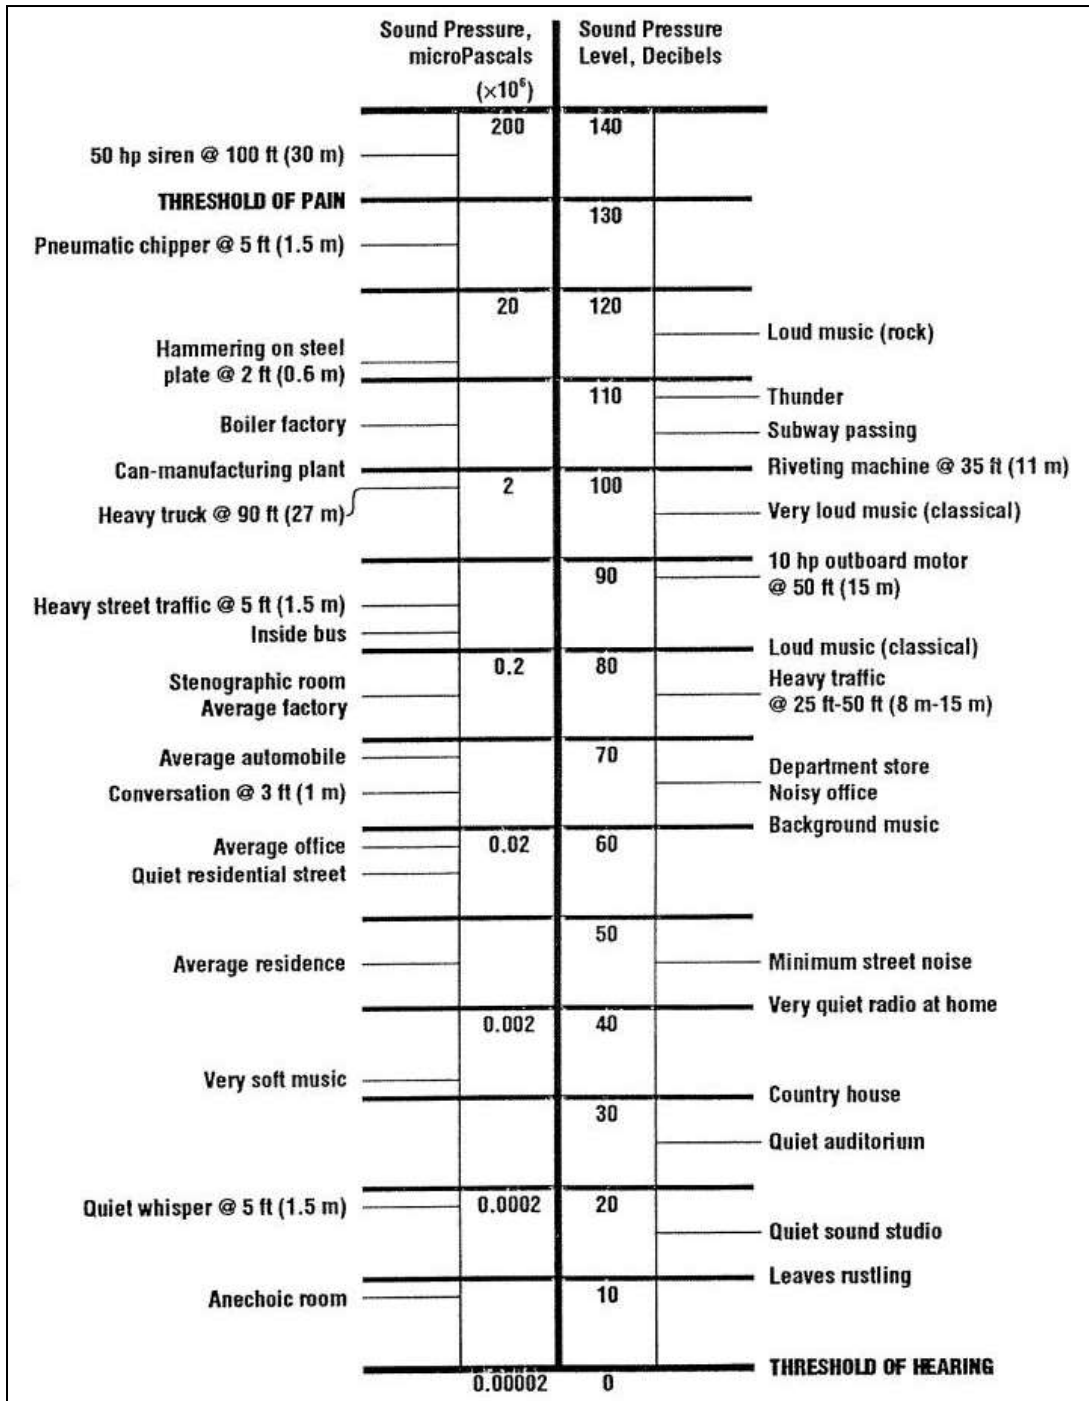 Sound Pressure,
microPascals
(×10⁶)
Sound Pressure
Level, Decibels
200
140
50 hp siren @ 100 ft (30 m)
THRESHOLD OF PAIN
130
Pneumatic chipper @ 5 ft (1.5 m)
20
120
Loud music (rock)
Hammering on steel
plate @ 2 ft (0.6 m)
110
Thunder
Boiler factory
Subway passing
Can-manufacturing plant
Riveting machine @ 35 ft (11 m)
2
100
Heavy truck @ 90 ft (27 m)
Very loud music (classical)
10 hp outboard motor
@ 50 ft (15 m)
90
Heavy street traffic @ 5 ft (1.5 m)
Inside bus
Loud music (classical)
0.2
80
Heavy traffic
@ 25 ft-50 ft (8 m-15 m)
Stenographic room
Average factory
70
Average automobile
Department store
Noisy office
Conversation @ 3 ft (1 m)
Background music
0.02
60
Average office
Quiet residential street
50
Average residence
Minimum street noise
Very quiet radio at home
0.002
40
Very soft music
Country house
30
Quiet auditorium
Quiet whisper @ 5 ft (1.5 m)
0.0002
20
Quiet sound studio
Leaves rustling
Anechoic room
10
THRESHOLD OF HEARING
0.00002
0